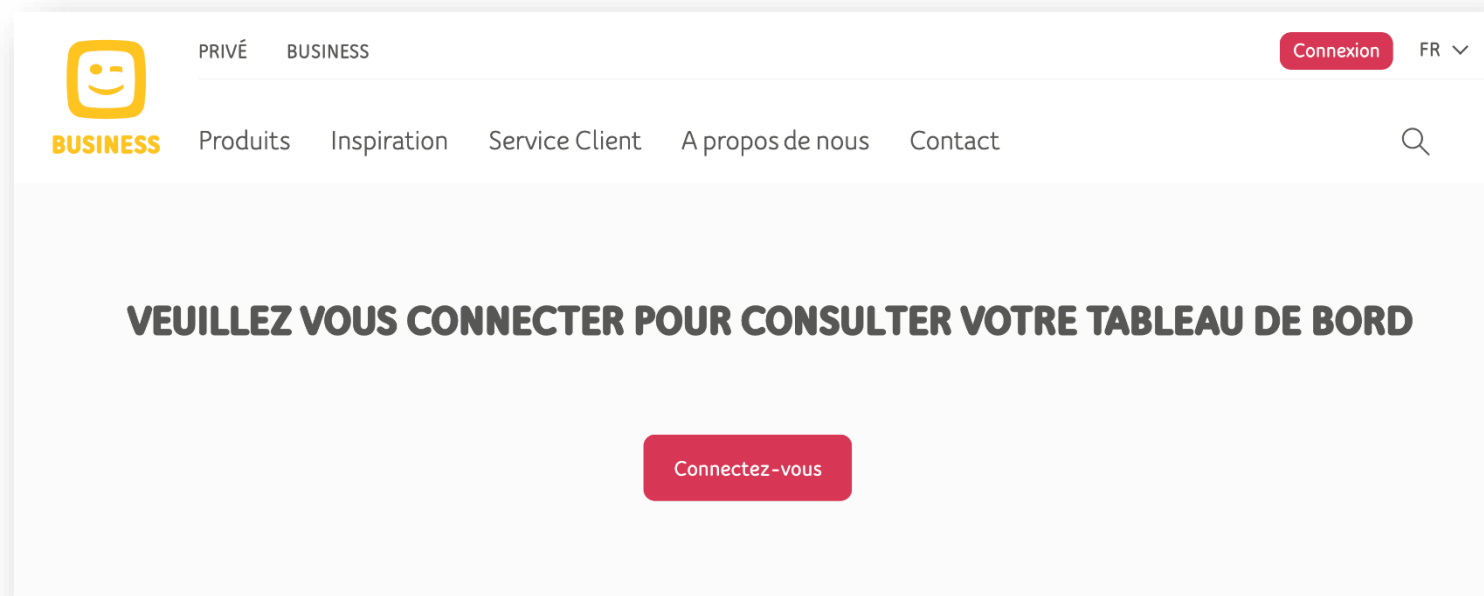 PRIVÉ BUSINESS Connexion FR
BUSINESS Produits Inspiration Service Client A propos de nous Contact
VEUILLEZ VOUS CONNECTER POUR CONSULTER VOTRE TABLEAU DE BORD
Connectez-vous